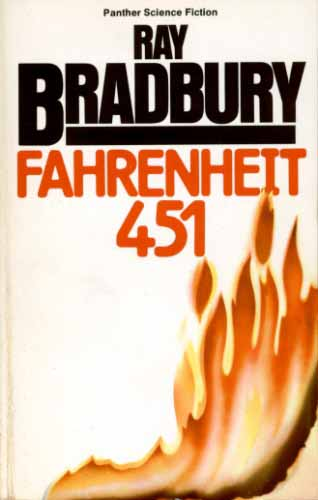 Panther Science Fiction
RAY
BRADBURY
FAHRENHEIT
451